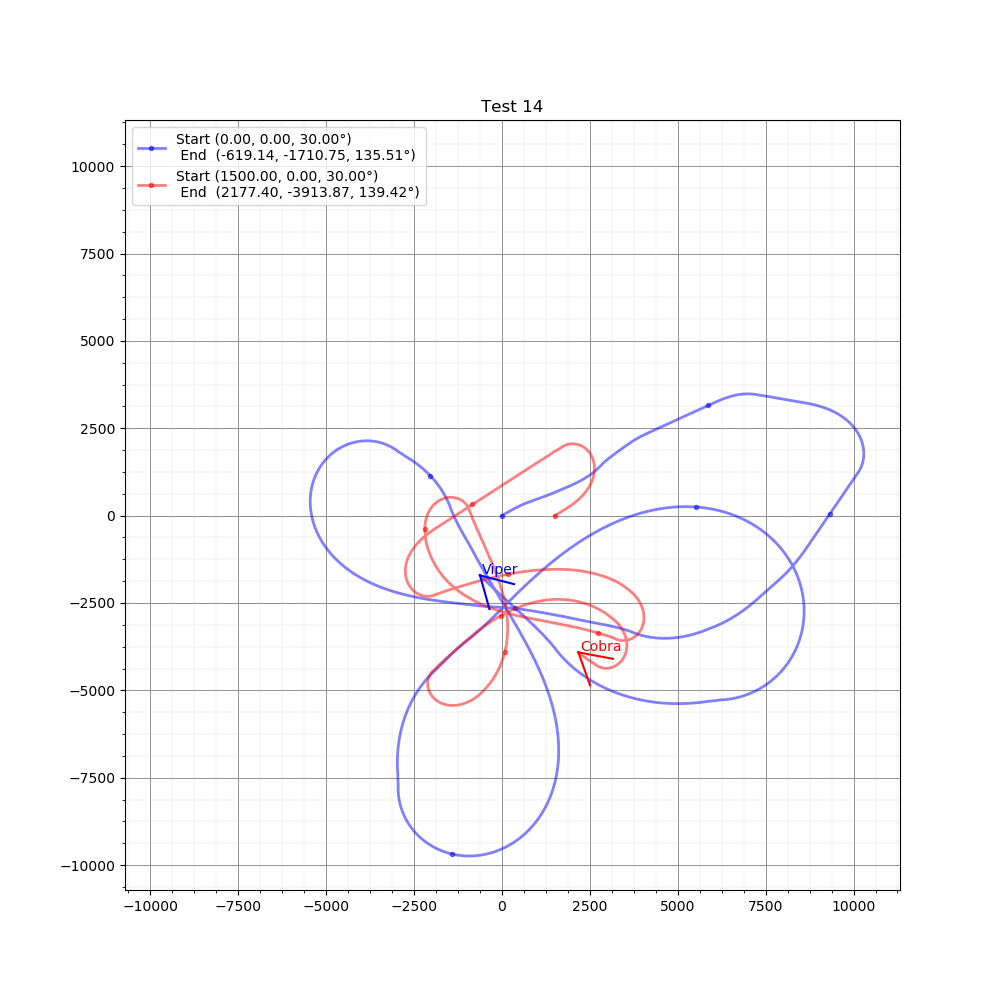 Test 14
Start (0.00, 0.00, 30.00°)
End (-619.14, -1710.75, 135.51°)
Start (1500.00, 0.00, 30.00°)
End (2177.40, -3913.87, 139.42°)
10000
7500
5000
2500
0
−2500
−5000
−7500
−10000
Viper
Cobra
−10000 −7500 −5000 −2500 0 2500 5000 7500 10000